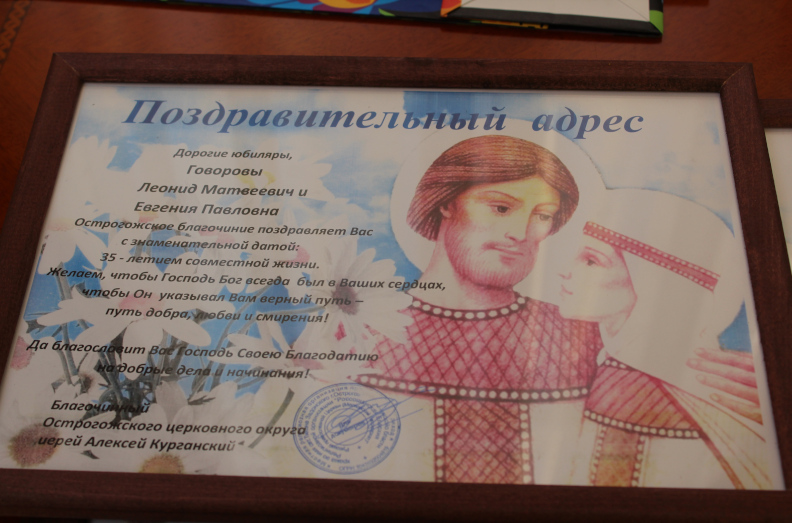 Поздравительный адрес
Дорогие юбиляры,
Говоровы
Леонид Матвеевич и
Евгения Павловна
Острогожское Благочиние поздравляет Вас
с знаменательной датой:
35 - летием совместной жизни.
Желаем, чтобы Господь Бог всегда был в Ваших сердцах,
чтобы Он указывал Вам верный путь –
путь добра, любви и смирения!
Да благословит Вас Господь Своею Благодатию
на добрые дела и начинания!
Благочинный
Острогожского церковного округа
иерей Алексей Курганский